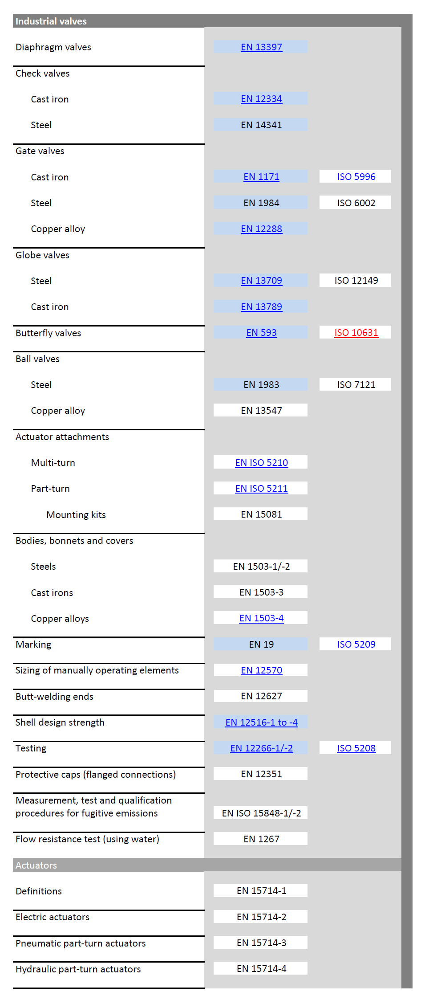 Industrial valves
Diaphragm valves EN 13397
Check valves
Cast iron EN 12334
Steel EN 14341
Gate valves
Cast iron EN 1171 ISO 5996
Steel EN 1984 ISO 6002
Copper alloy EN 12288
Globe valves
Steel EN 13709 ISO 12149
Cast iron EN 13789
Butterfly valves EN 593 ISO 10631
Ball valves
Steel EN 1983 ISO 7121
Copper alloy EN 13547
Actuator attachments
Multi-turn EN ISO 5210
Part-turn EN ISO 5211
Mounting kits EN 15081
Bodies, bonnets and covers
Steels EN 1503-1/-2
Cast irons EN 1503-3
Copper alloys EN 1503-4
Marking EN 19 ISO 5209
Sizing of manually operating elements EN 12570
Butt-welding ends EN 12627
Shell design strength EN 12516-1 to -4
Testing EN 12266-1/-2 ISO 5208
Protective caps (flanged connections) EN 12351
Measurement, test and qualification
procedures for fugitive emissions EN ISO 15848-1/-2
Flow resistance test (using water) EN 1267
Actuators
Definitions EN 15714-1
Electric actuators EN 15714-2
Pneumatic part-turn actuators EN 15714-3
Hydraulic part-turn actuators EN 15714-4